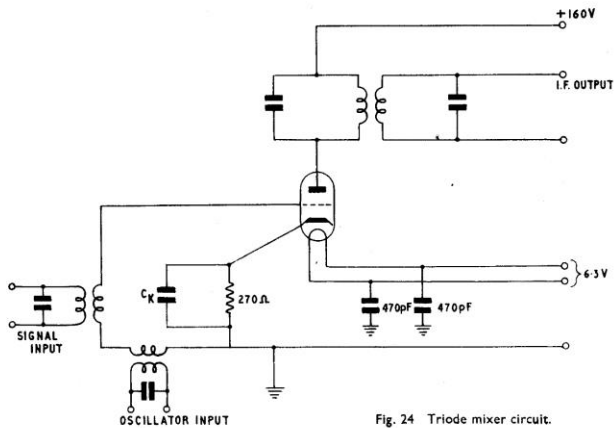 +160V
I.F. OUTPUT
6·3V
470pF
470pF
CK
270Ω
SIGNAL
INPUT
OSCILLATOR INPUT
Fig. 24 Triode mixer circuit.